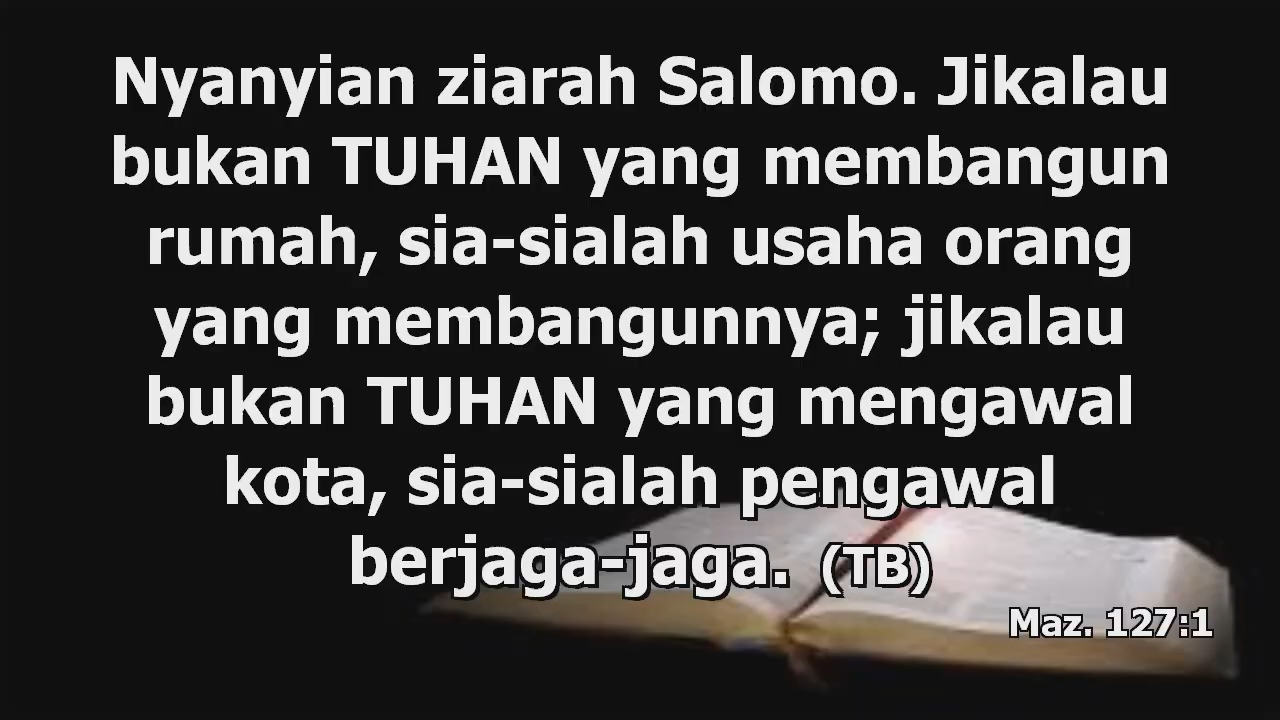 Nyanyian ziarah Salomo. Jikalau
bukan TUHAN yang membangun
rumah, sia-sialah usaha orang
yang membangunnya; jikalau
bukan TUHAN yang mengawal
kota, sia-sialah pengawal
berjaga-jaga. (TB)
Maz. 127:1